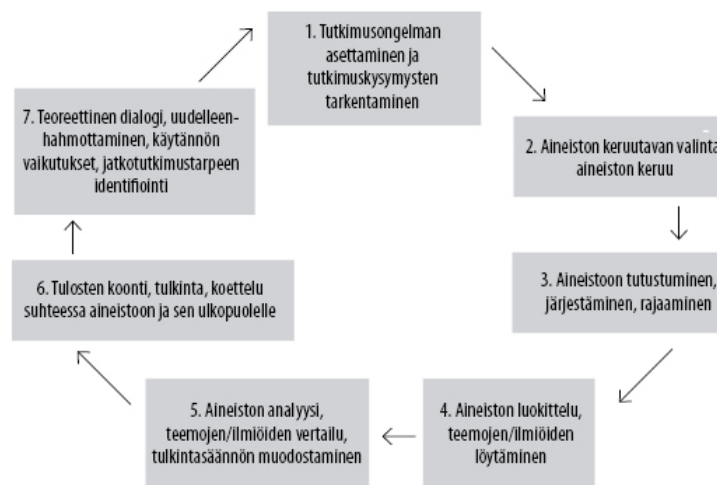 1. Tutkimusongelman
asettaminen ja
tutkimuskysymysten
tarkentaminen
2. Aineiston keruutavan valinta
aineiston keruu
3. Aineistoon tutustuminen,
järjestäminen, rajaaminen
4. Aineiston luokittelu,
teemojen/ilmiöiden
löytäminen
5. Aineiston analyysi,
teemojen/ilmiöiden vertailu,
tulkintasäännön muodostaminen
6. Tulosten koonti, tulkinta, koettelu
suhteessa aineistoon ja sen ulkopuolelle
7. Teoreettinen dialogi, uudelleen-
hahmottaminen, käytännön
vaikutukset, jatkotutkimustarpeen
identifiointi